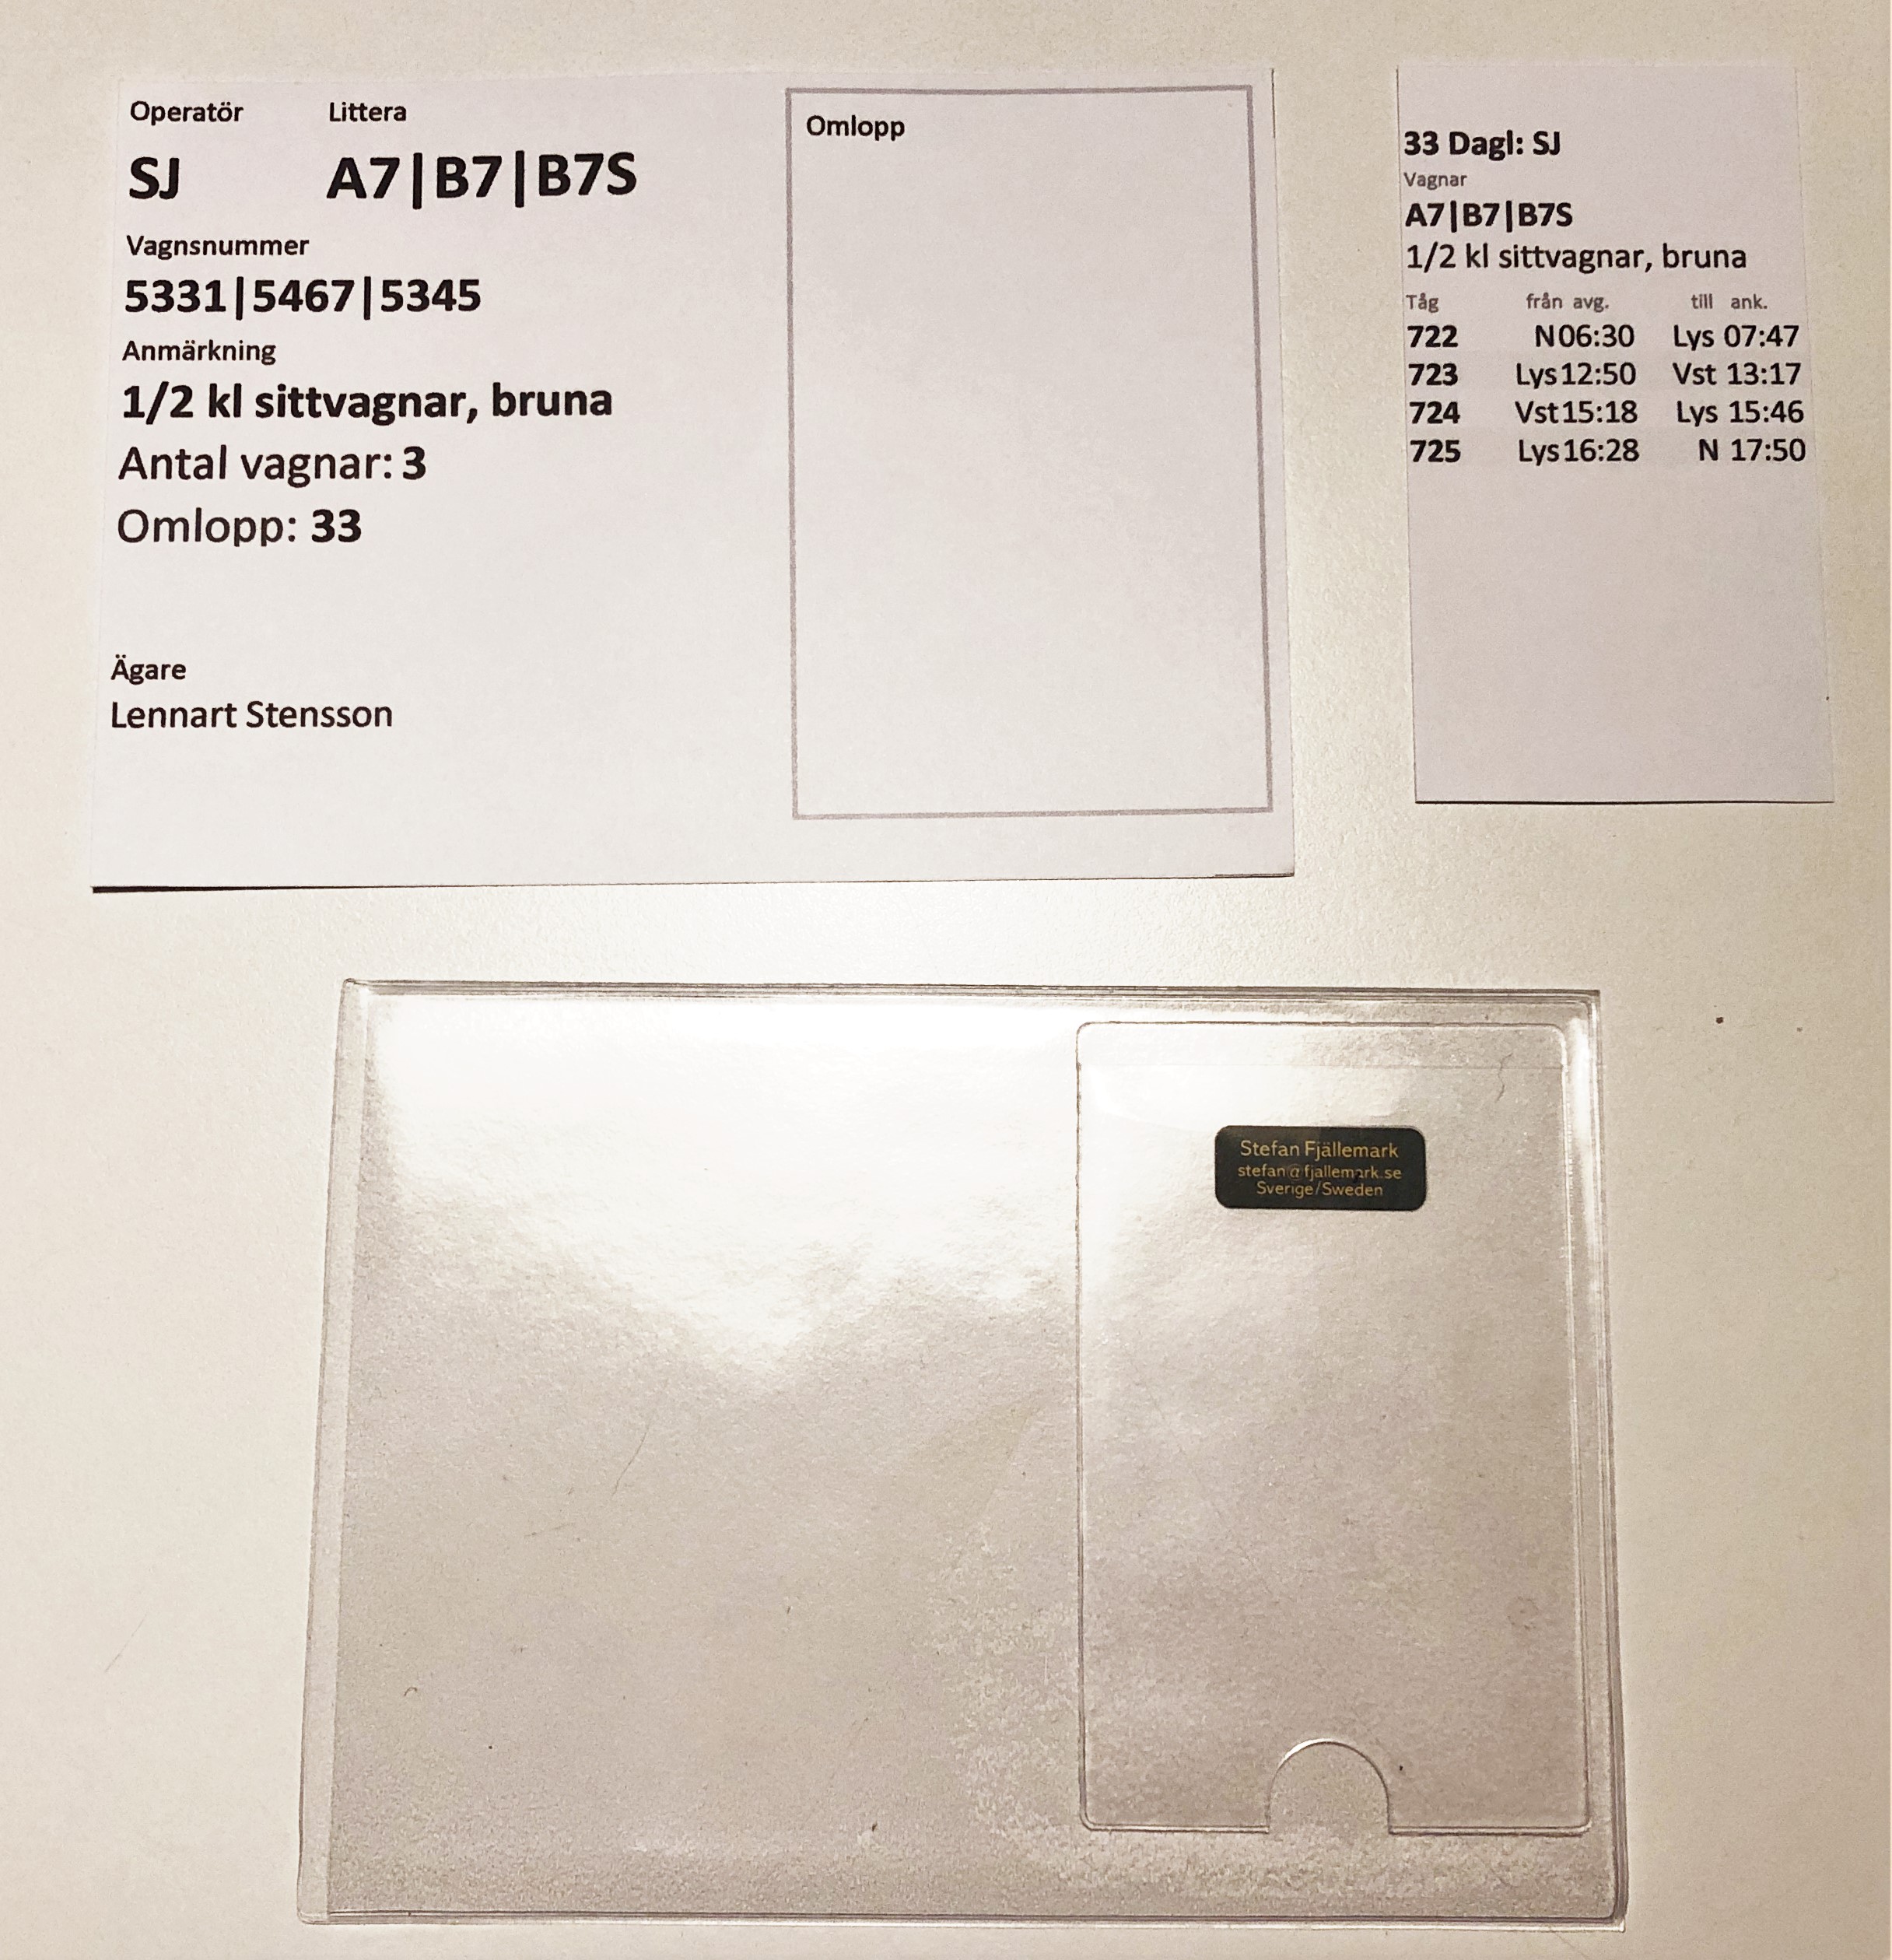 Operatör Littera
SJ A7|B7|B7S
Vagnsnummer
5331|5467|5345
Anmärkning
1/2 kl sittvagnar, bruna
Antal vagnar: 3
Omlopp: 33
Ägare
Lennart Stensson
Omlopp
33 Dagl: SJ
Vagnar
A7|B7|B7S
1/2 kl sittvagnar, bruna
Tåg från avg. till ank.
722 N 06:30 Lys 07:47
723 Lys 12:50 Vst 13:17
724 Vst 15:18 Lys 15:46
725 Lys 16:28 N 17:50
Stefan Fjällemark
stefan@fjallemark.se
Sverige/Sweden